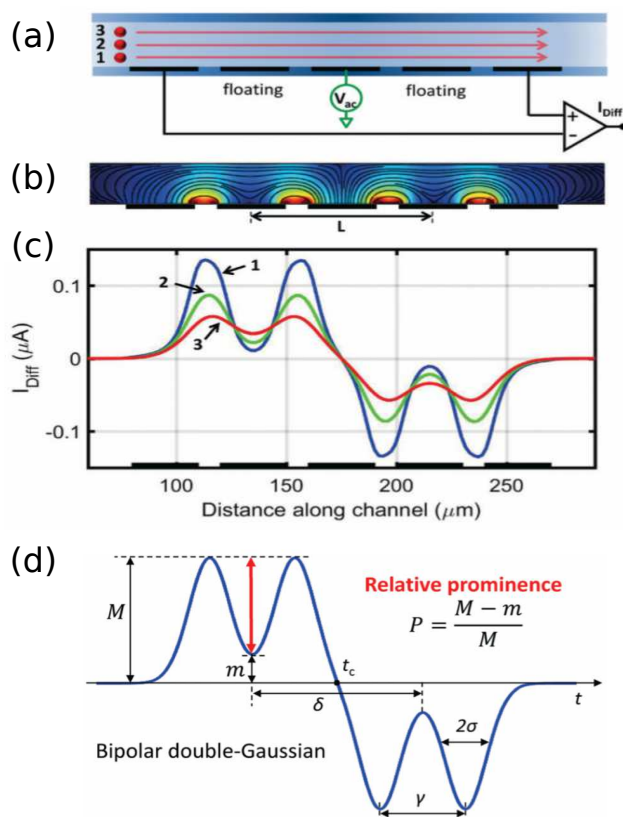 (a)
3
2
1
floating
V_ac
floating
I_Diff
+
−
(b)
L
(c)
0.1
0
-0.1
I_Diff (μA)
1
2
3
100
150
200
250
Distance along channel (μm)
(d)
Relative prominence
P = (M − m) / M
M
m
t_c
t
δ
2σ
Bipolar double-Gaussian
γ